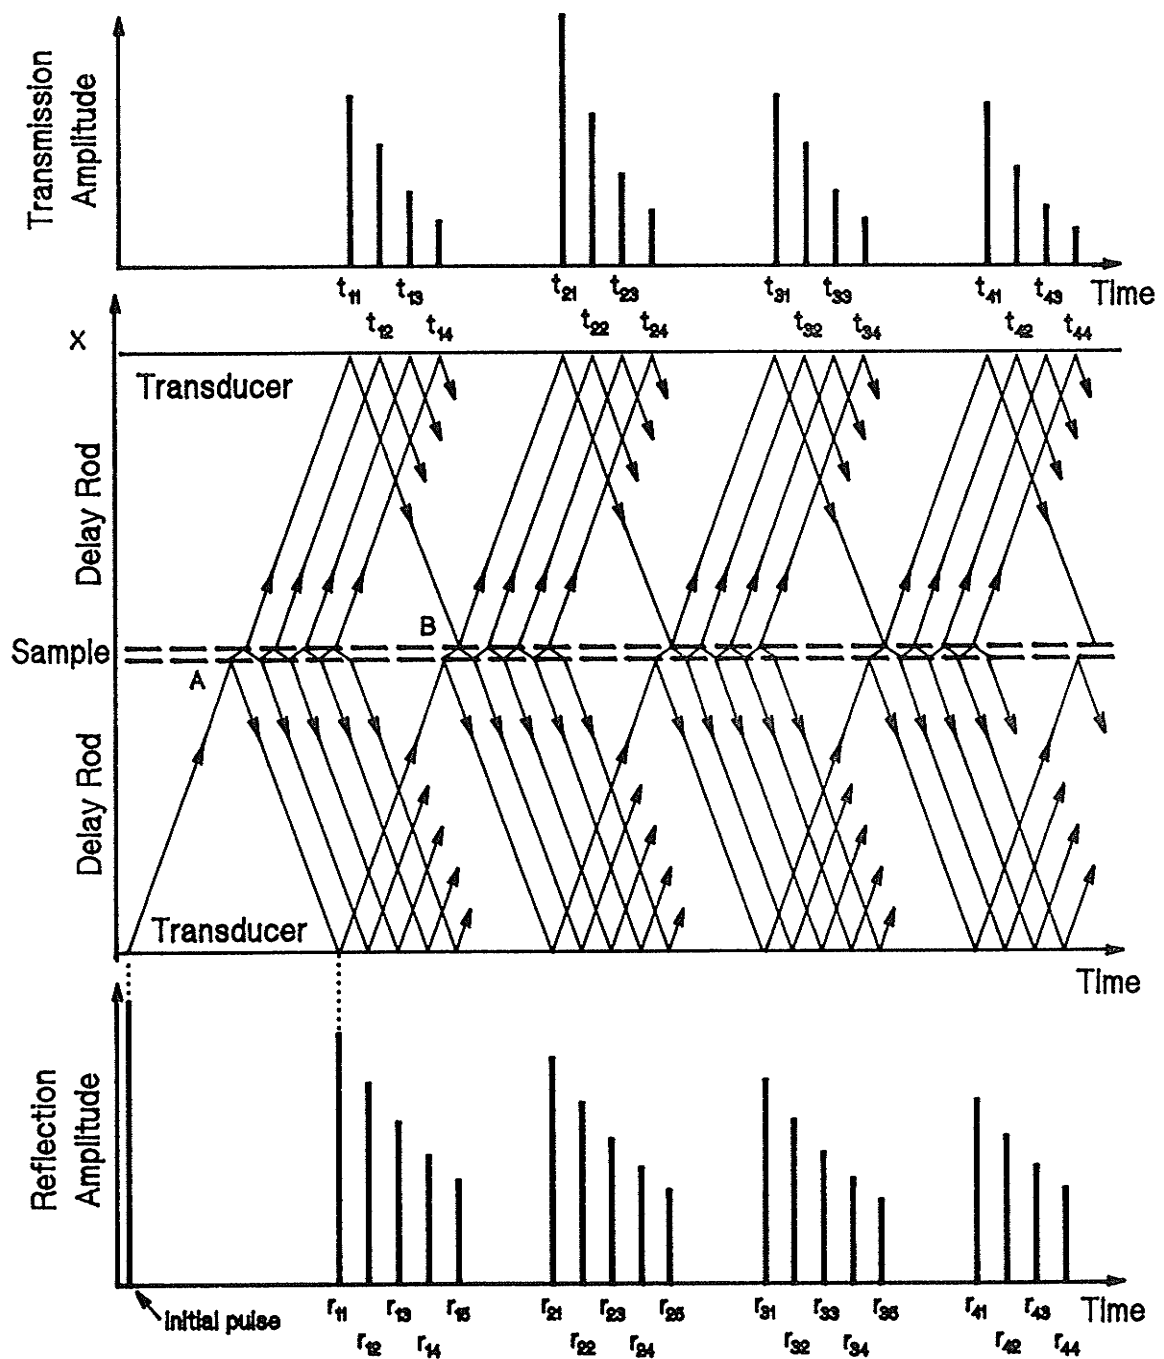 Transmission
Amplitude
t11 t13 t21 t23 t31 t33 t41 t43 Time
t12 t14 t22 t24 t32 t34 t42 t44
x
Transducer
Delay Rod
B
Sample
A
Delay Rod
Transducer
Time
Reflection
Amplitude
initial pulse
r11 r13 r15 r21 r23 r25 r31 r33 r35 r41 r43 Time
r12 r14 r22 r24 r32 r34 r42 r44